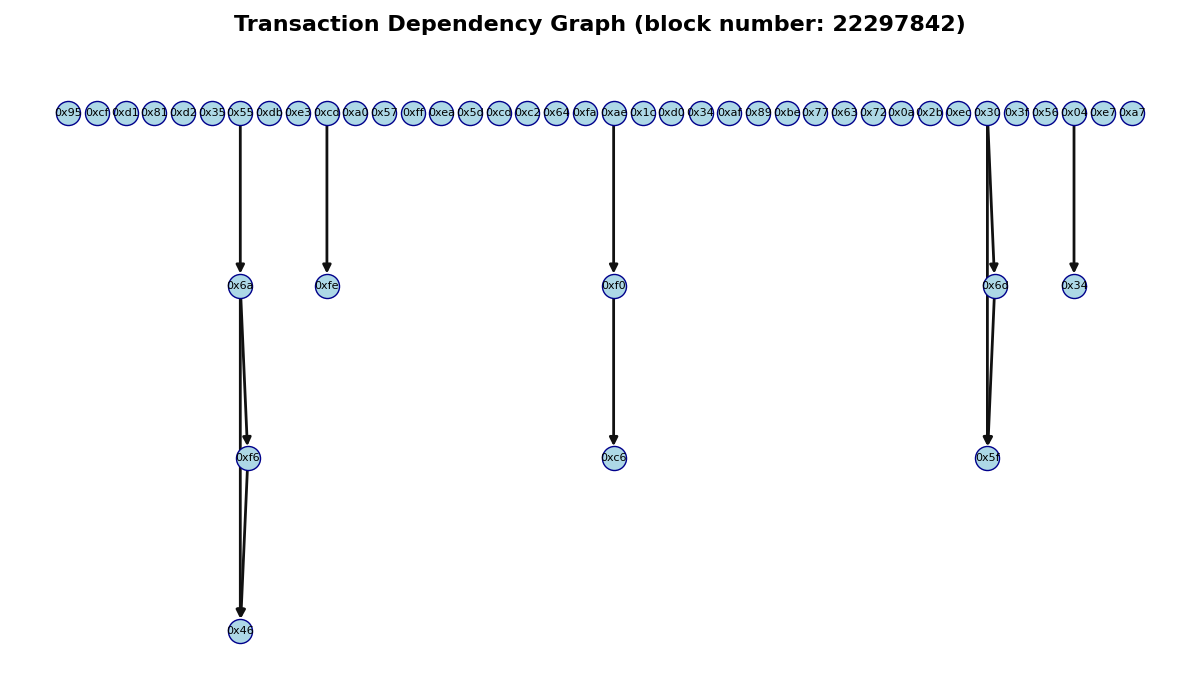 Transaction Dependency Graph (block number: 22297842)
0x95 0xcf 0xd1 0x81 0xd2 0x35 0x55 0xdb 0xe3 0xcd 0xa0 0x57 0xff 0xea 0x5d 0xcd 0xc2 0x64 0xfa 0xae 0x1c 0xd0 0x34 0xaf 0x89 0xbe 0x77 0x63 0x72 0x0a 0x2b 0xec 0x30 0x3f 0x56 0x04 0xe7 0xa7
0x6a 0xfe 0xf0 0x6d 0x34
0xf6 0xc6 0x5f
0x46